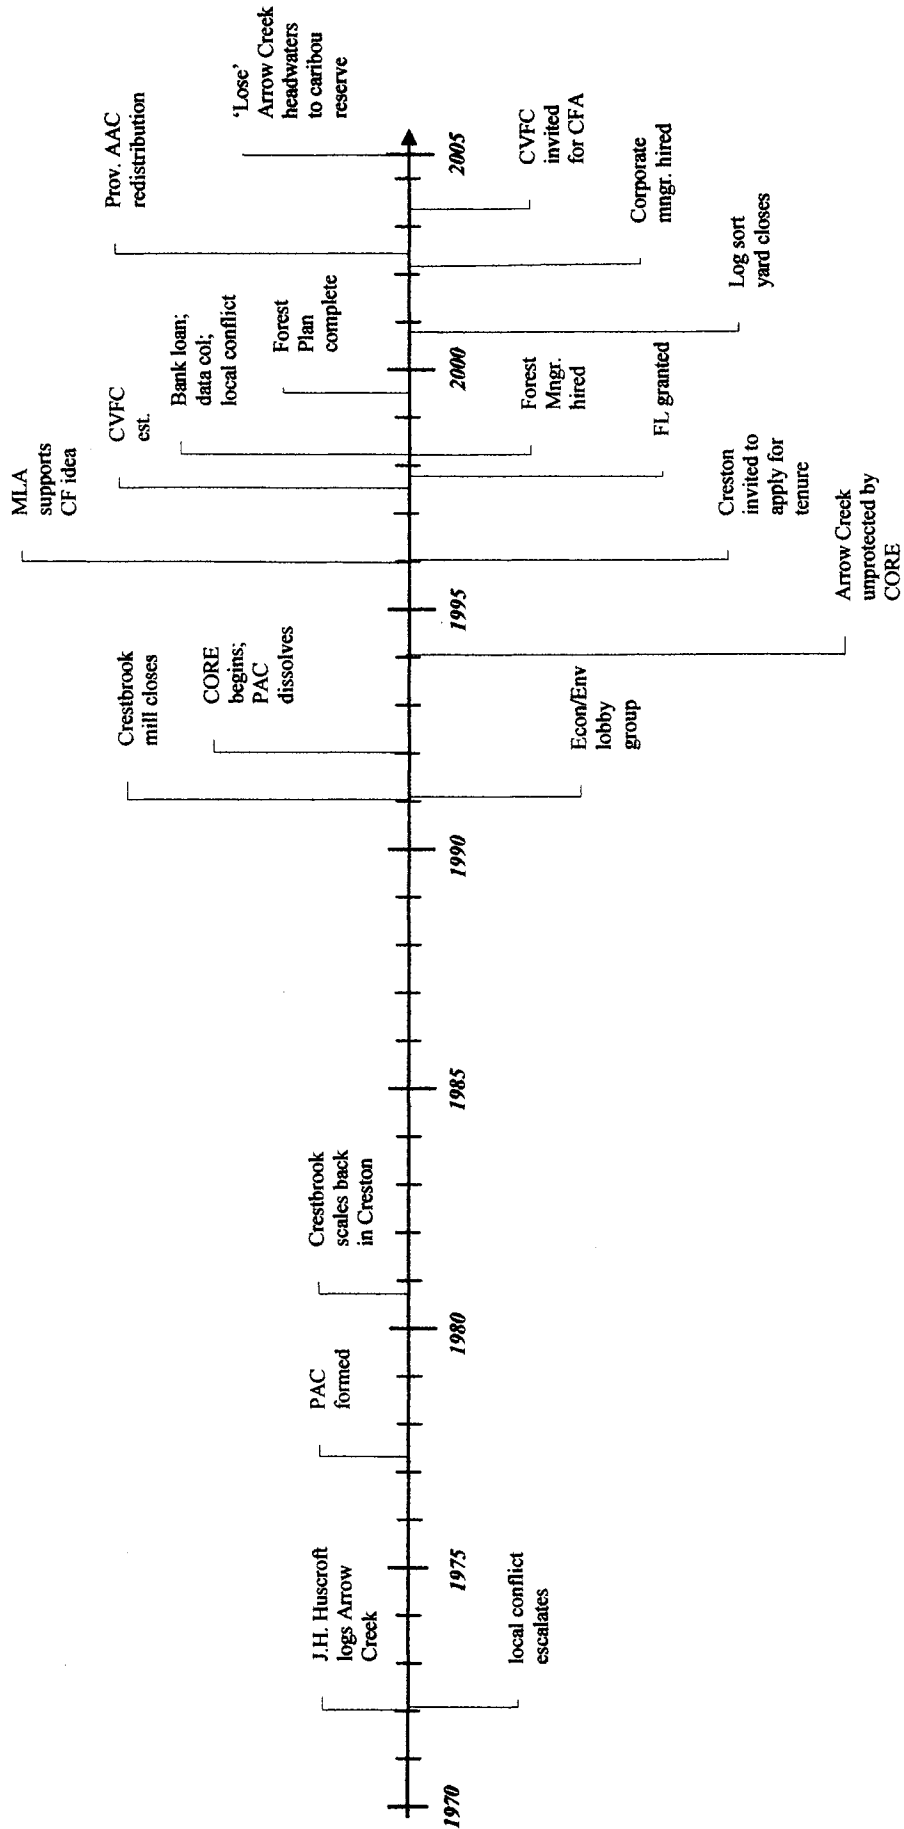 J.H. Huscroft
logs Arrow
Creek
PAC
formed
Crestbrook
scales back
in Creston
Crestbrook
mill closes
CORE
begins;
PAC
dissolves
MLA
supports
CF idea
CVFC
est.
Bank loan;
data col;
local conflict
Forest
Plan
complete
Prov. AAC
redistribution
'Lose'
Arrow Creek
headwaters
to caribou
reserve
1970
1975
1980
1985
1990
1995
2000
2005
local conflict
escalates
Econ/Env
lobby
group
Arrow Creek
unprotected by
CORE
Creston
invited to
apply for
tenure
FL granted
Forest
Mngr.
hired
Log sort
yard closes
Corporate
mngr. hired
CVFC
invited
for CFA